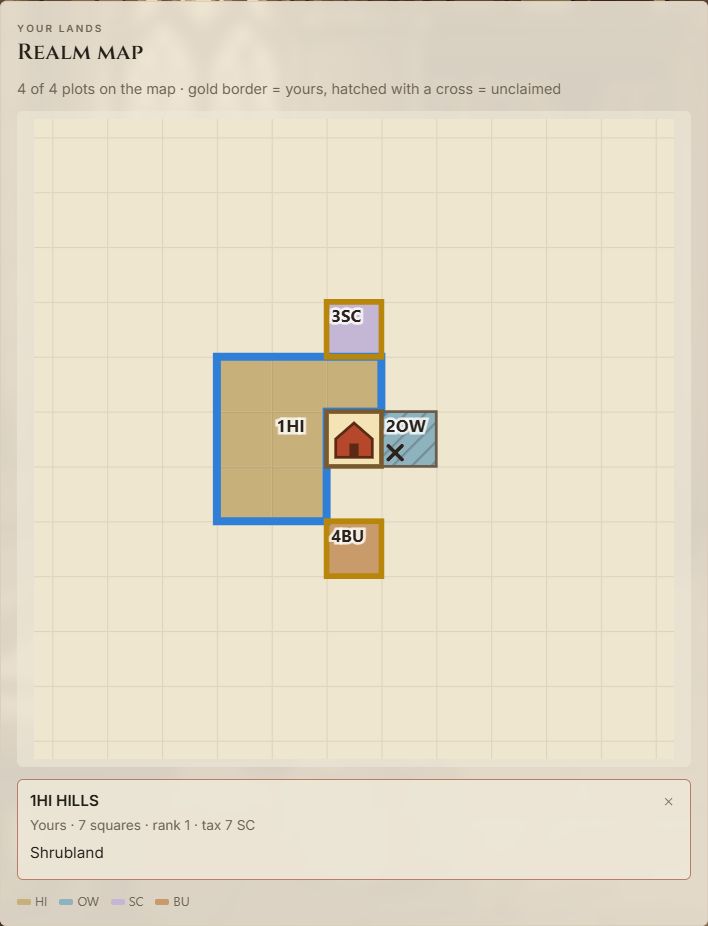 YOUR LANDS
REALM MAP
4 of 4 plots on the map · gold border = yours, hatched with a cross = unclaimed
3SC
1HI
2OW
4BU
1HI HILLS
×
Yours · 7 squares · rank 1 · tax 7 SC
Shrubland
HI OW SC BU